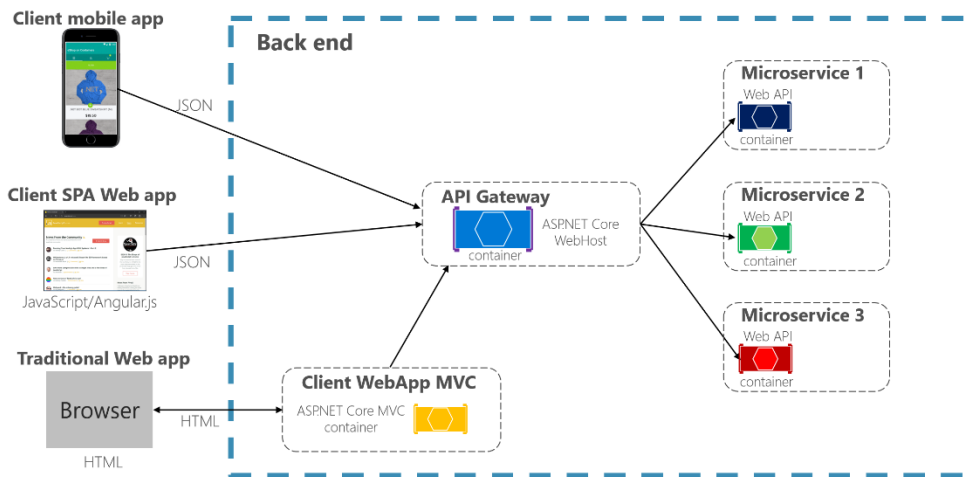 Client mobile app
Back end
JSON
Microservice 1
Web API
container
Client SPA Web app
JSON
JavaScript/Angular.js
API Gateway
ASP.NET Core
WebHost
container
Microservice 2
Web API
container
Microservice 3
Web API
container
Traditional Web app
Browser
HTML
HTML
Client WebApp MVC
ASP.NET Core MVC
container